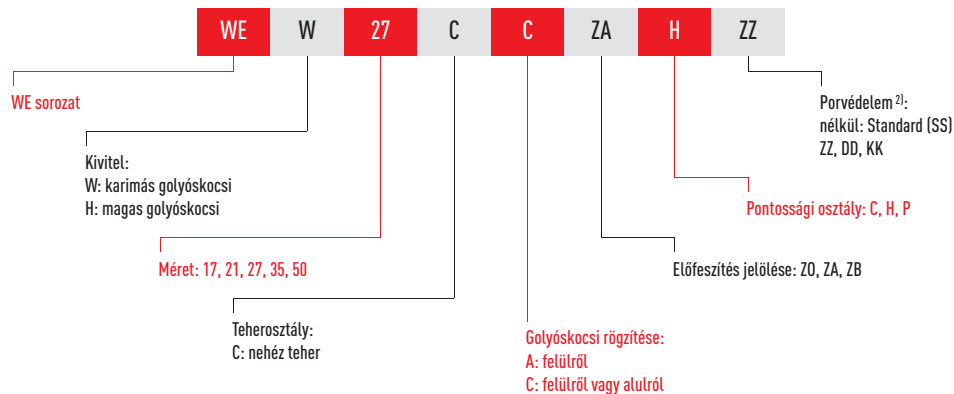 WE W 27 C C ZA H ZZ
WE sorozat
Kivitel:
W: karimás golyóskocsi
H: magas golyóskocsi
Méret: 17, 21, 27, 35, 50
Teherosztály:
C: nehéz teher
Golyóskocsi rögzítése:
A: felülről
C: felülről vagy alulról
Előfeszítés jelölése: ZO, ZA, ZB
Pontossági osztály: C, H, P
Porvédelem 2):
nélkül: Standard (SS)
ZZ, DD, KK